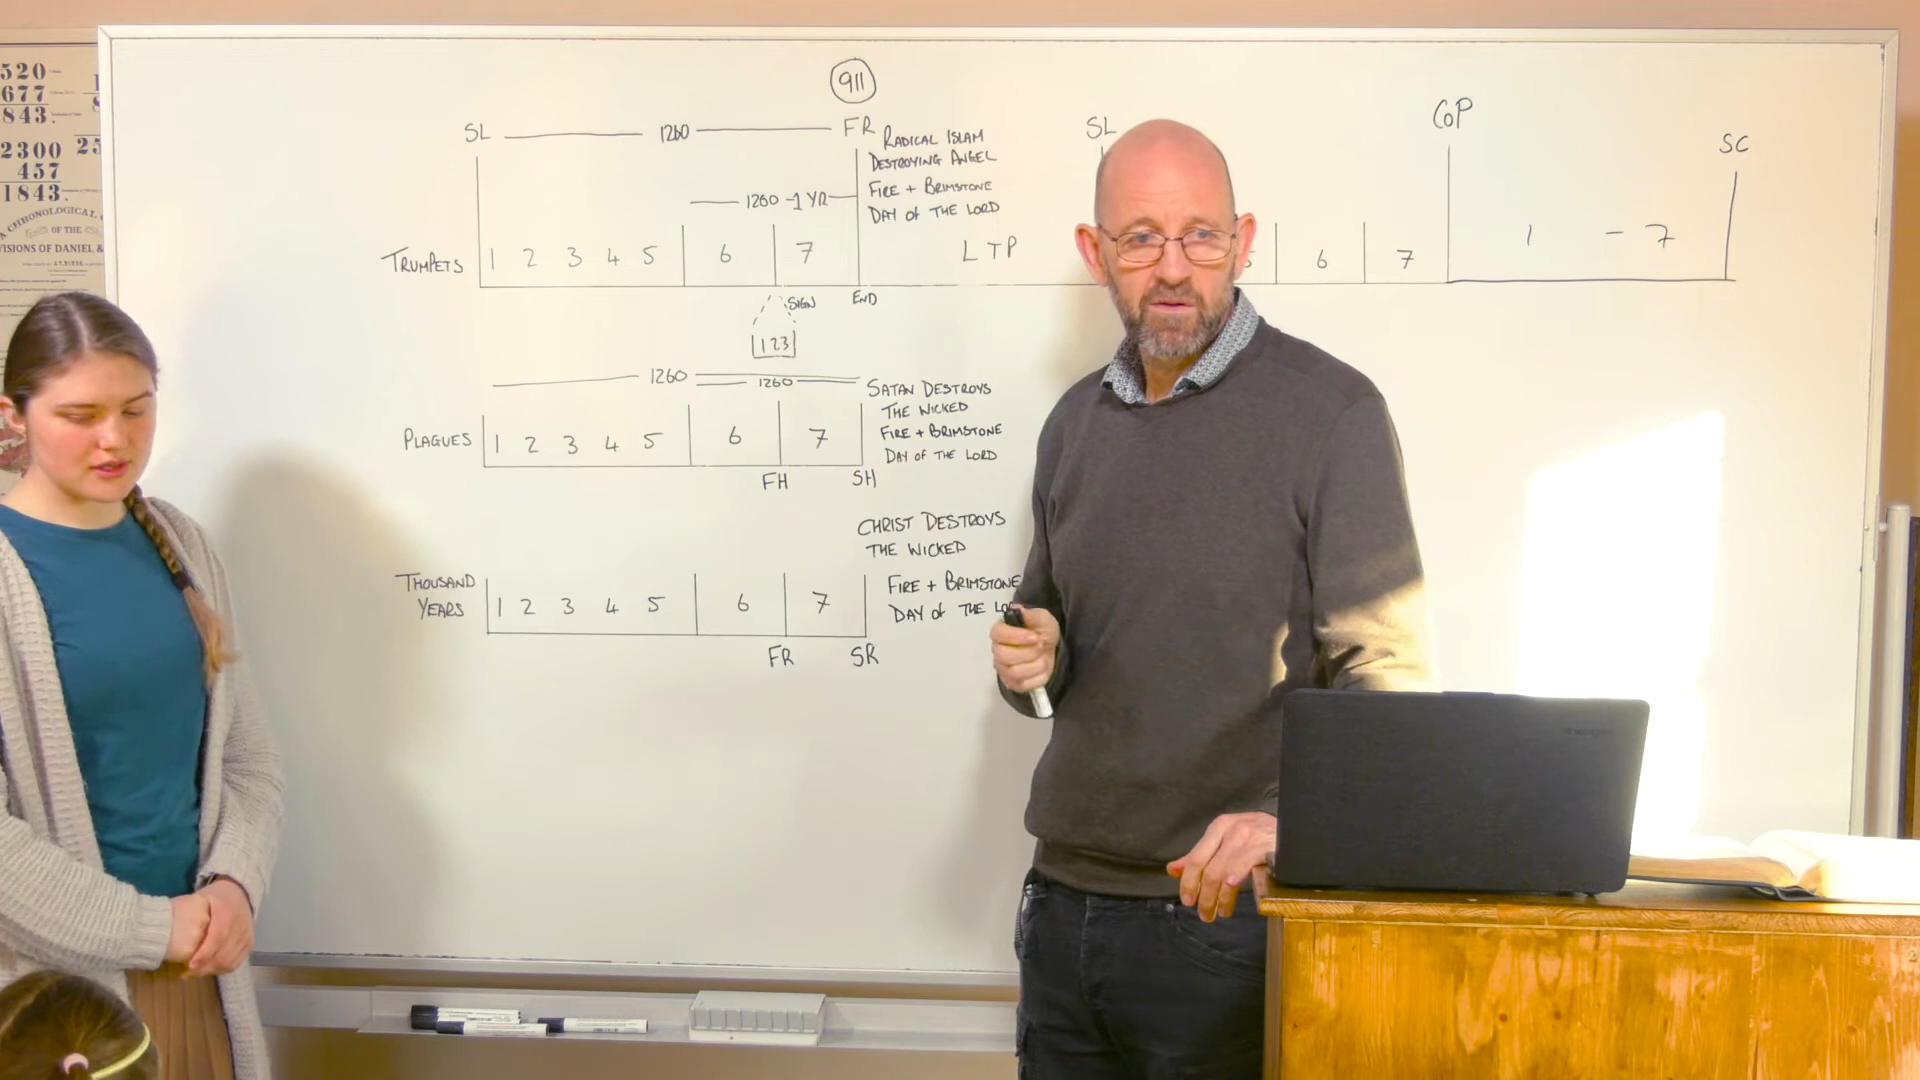 520
677
843.
2300
457
1843.
25
A CHRONOLOGICAL
OF THE
VISIONS OF DANIEL &
911
SL 1260 FR
RADICAL ISLAM
DESTROYING ANGEL
FIRE + BRIMSTONE
DAY OF THE LORD
1260 - 1 YR
TRUMPETS 1 2 3 4 5 6 7
SIGN END
123
LTP
SL
CoP
SC
6 7
1 - 7
1260
1260
SATAN DESTROYS
THE WICKED
FIRE + BRIMSTONE
DAY OF THE LORD
PLAGUES 1 2 3 4 5 6 7
FH SH
CHRIST DESTROYS
THE WICKED
FIRE + BRIMSTONE
DAY of THE LO
THOUSAND
YEARS 1 2 3 4 5 6 7
FR SR